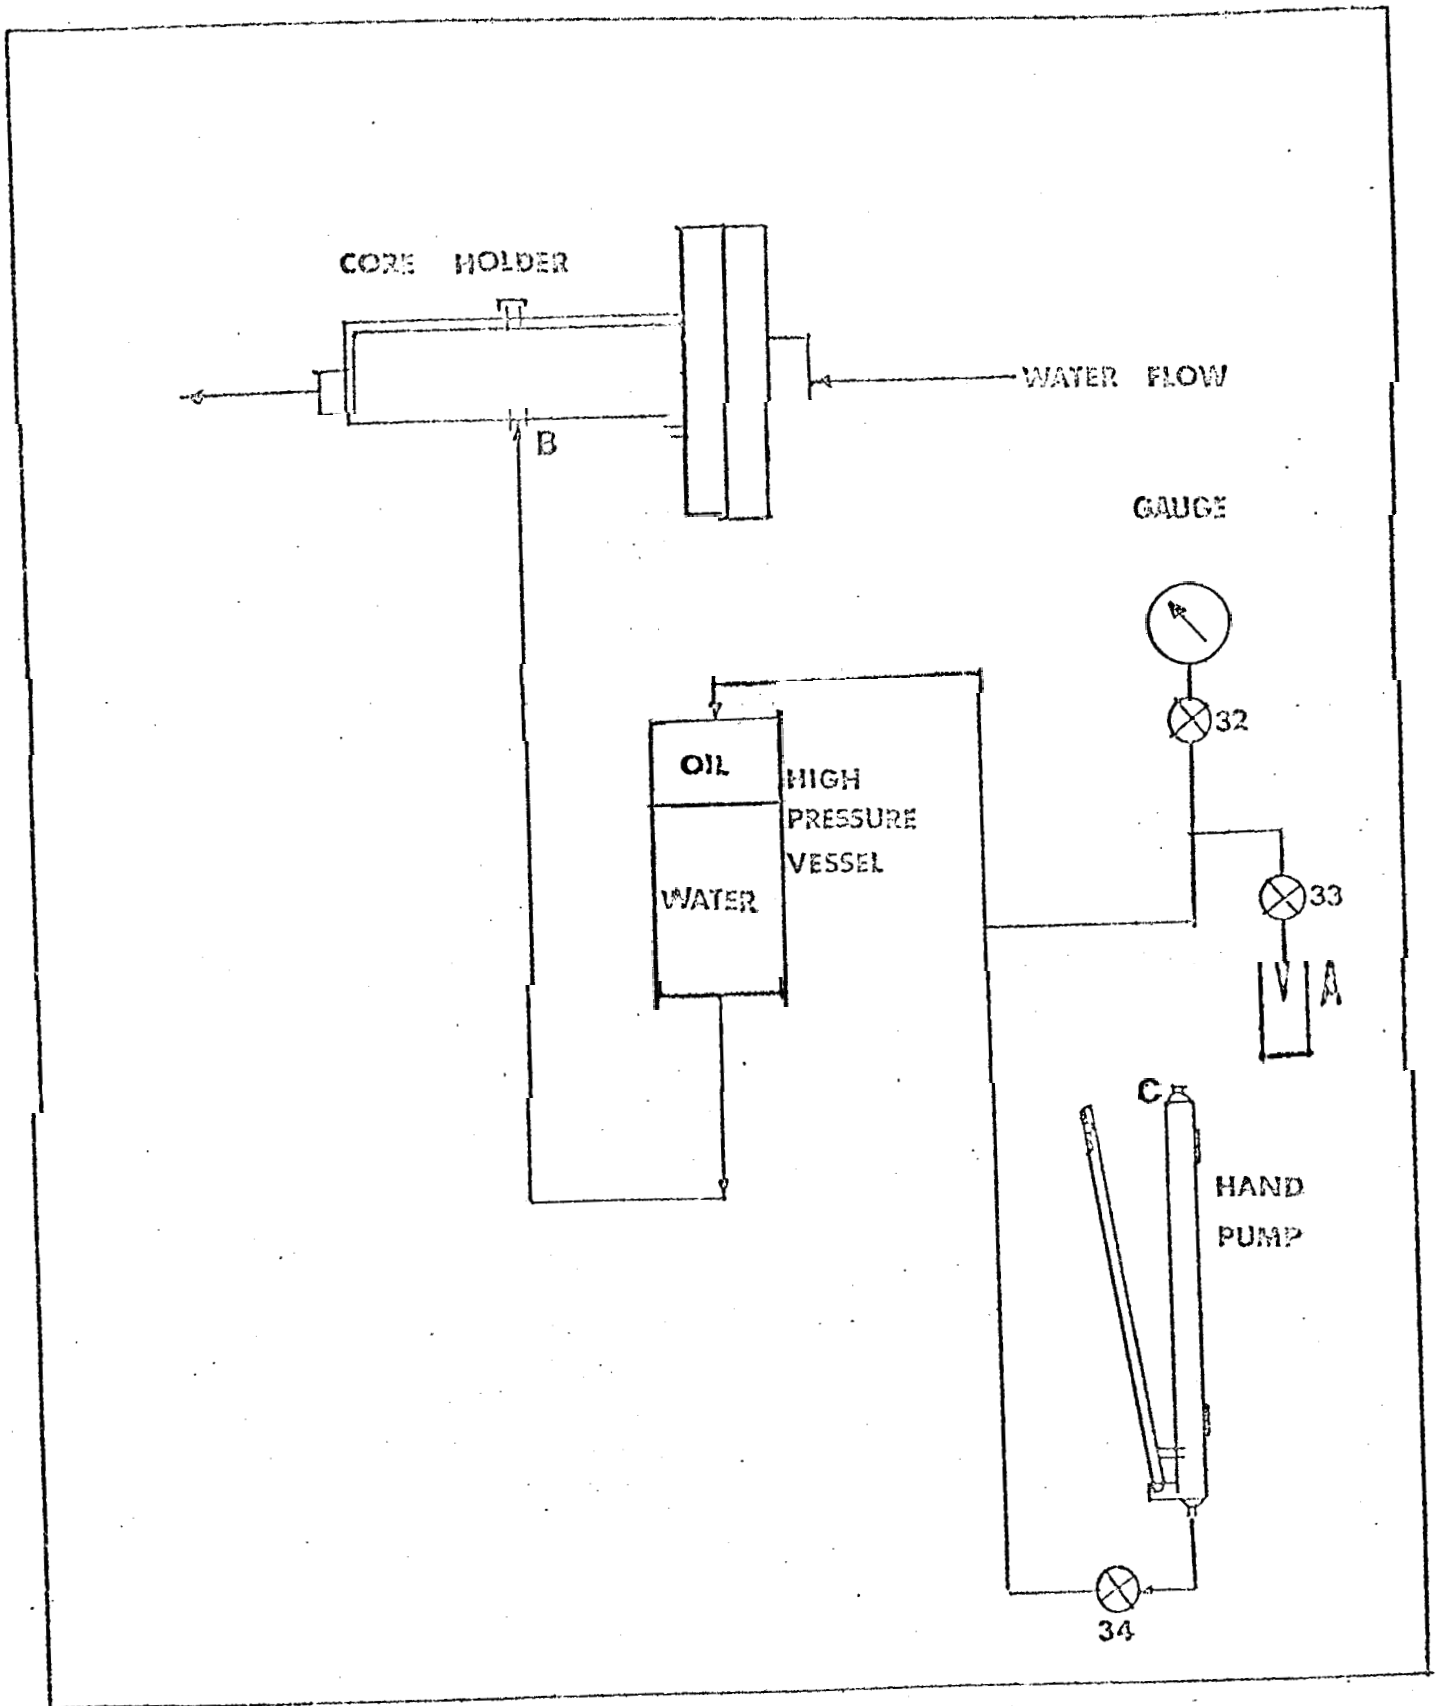 CORE HOLDER
WATER FLOW
B
GAUGE
32
OIL
HIGH
PRESSURE
VESSEL
WATER
33
A
C
HAND
PUMP
34